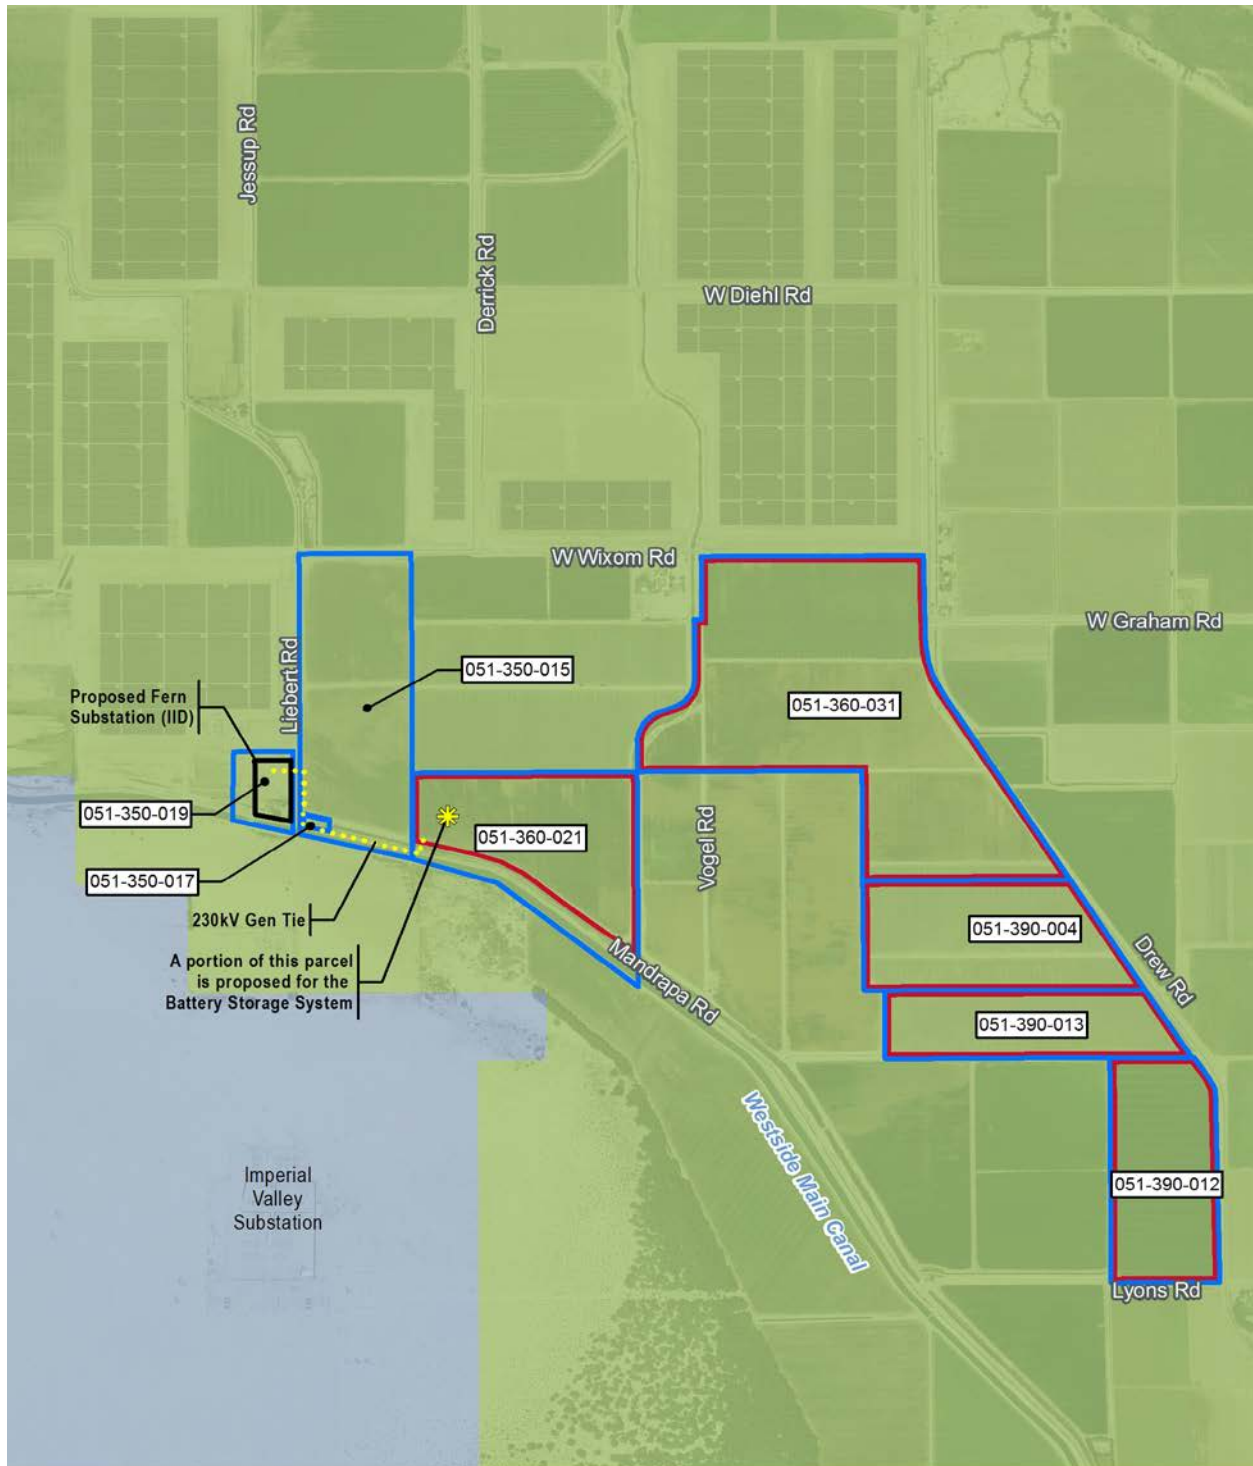 Jessup Rd
Derrick Rd
W Diehl Rd
W Wixom Rd
W Graham Rd
Liebert Rd
051-350-015
Proposed Fern
Substation (IID)
051-360-031
051-350-019
051-360-021
Vogel Rd
051-350-017
230kV Gen Tie
A portion of this parcel
is proposed for the
Battery Storage System
051-390-004
Mandrapa Rd
Drew Rd
051-390-013
Westside Main Canal
Imperial
Valley
Substation
051-390-012
Lyons Rd